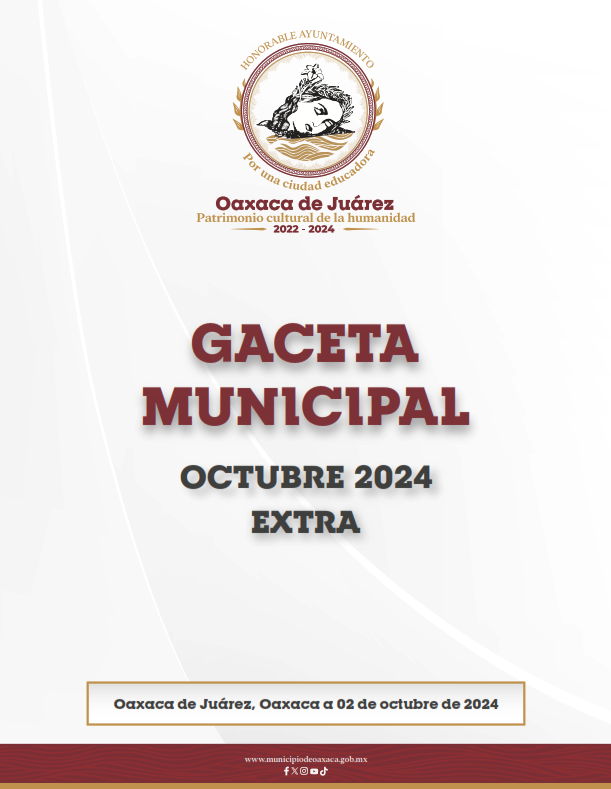 HONORABLE AYUNTAMIENTO
Por una ciudad educadora
Oaxaca de Juárez
Patrimonio cultural de la humanidad
2022 - 2024
GACETA
MUNICIPAL
OCTUBRE 2024
EXTRA
Oaxaca de Juárez, Oaxaca a 02 de octubre de 2024
www.municipiodeoaxaca.gob.mx